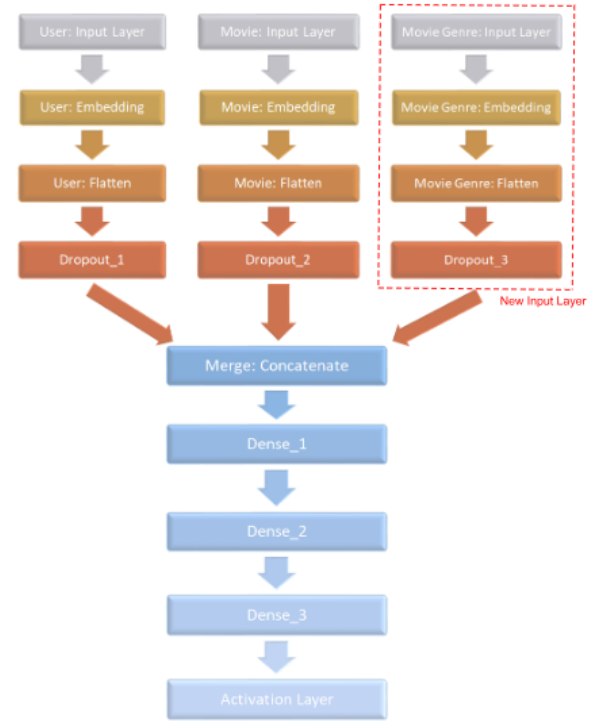 User: Input Layer
Movie: Input Layer
Movie Genre: Input Layer
User: Embedding
Movie: Embedding
Movie Genre: Embedding
User: Flatten
Movie: Flatten
Movie Genre: Flatten
Dropout_1
Dropout_2
Dropout_3
New Input Layer
Merge: Concatenate
Dense_1
Dense_2
Dense_3
Activation Layer